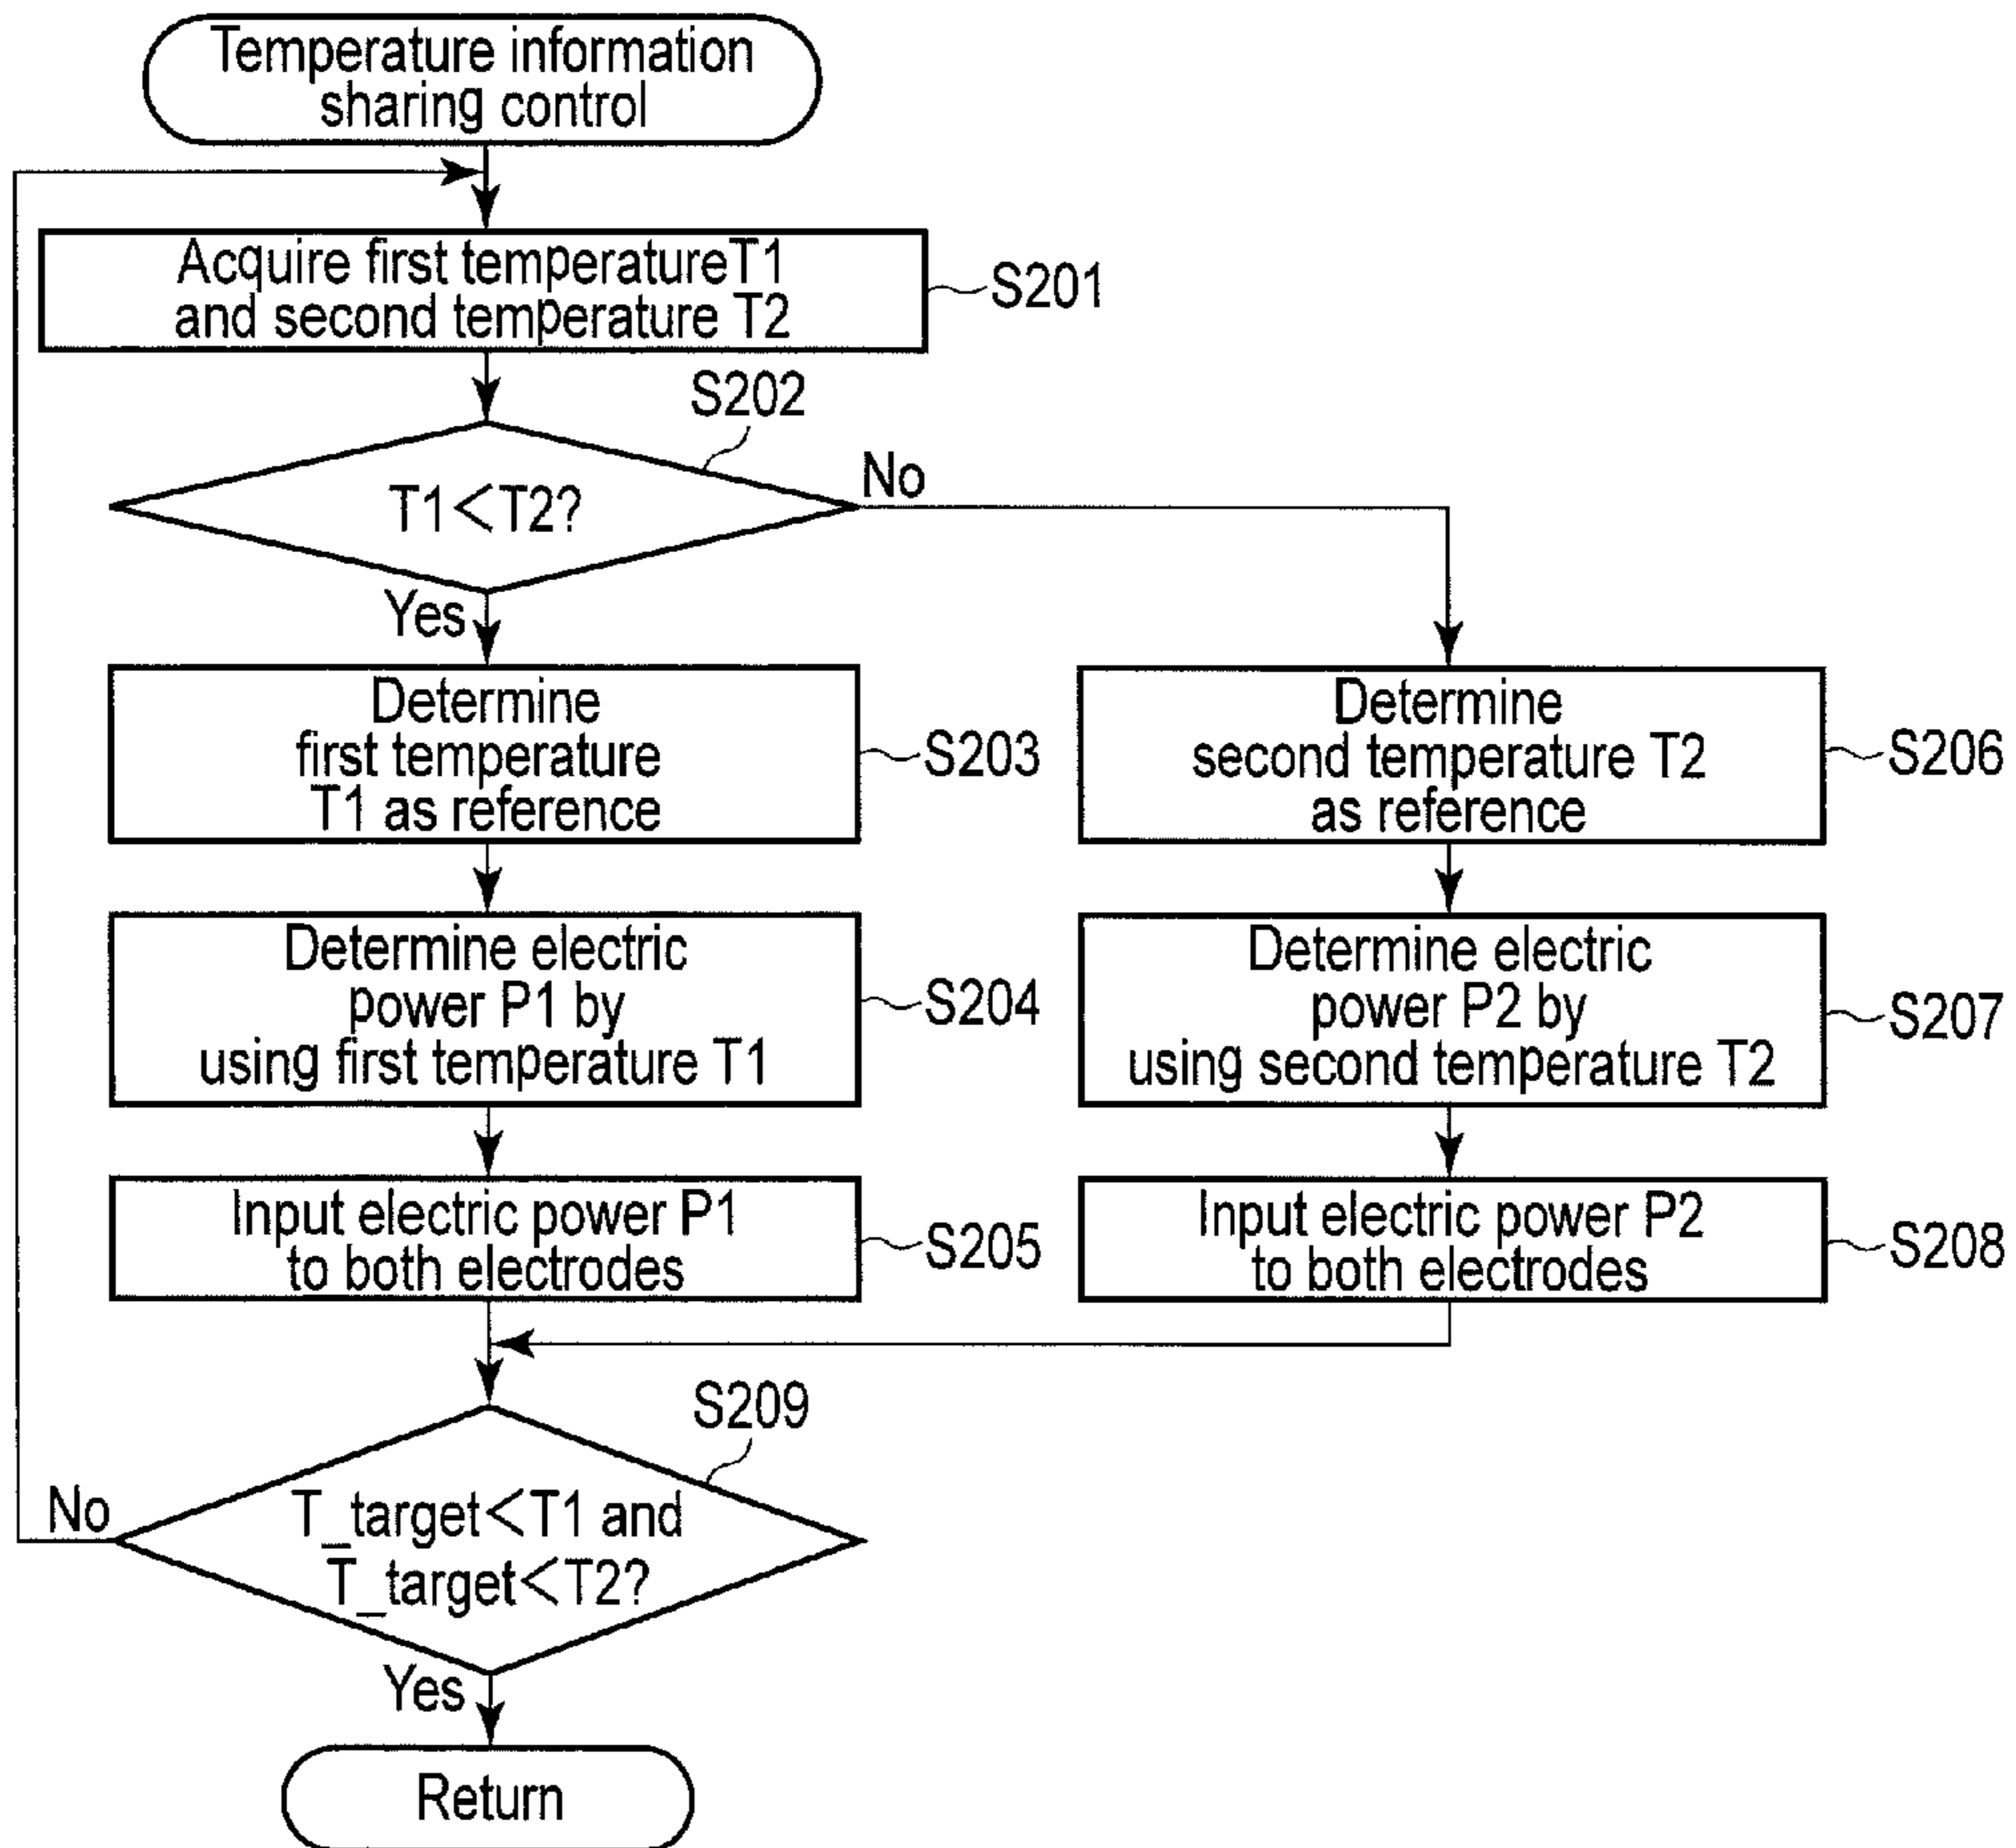 Temperature information
sharing control
Acquire first temperatureT1
and second temperature T2
S201
S202
T1<T2?
No
Yes
Determine
first temperature
T1 as reference
S203
Determine
second temperature T2
as reference
S206
Determine electric
power P1 by
using first temperature T1
S204
Determine electric
power P2 by
using second temperature T2
S207
Input electric power P1
to both electrodes
S205
Input electric power P2
to both electrodes
S208
S209
T_target<T1 and
T_target<T2?
No
Yes
Return